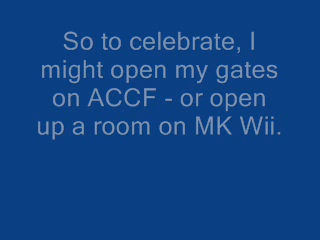 So to celebrate, I
might open my gates
on ACCF - or open
up a room on MK Wii.